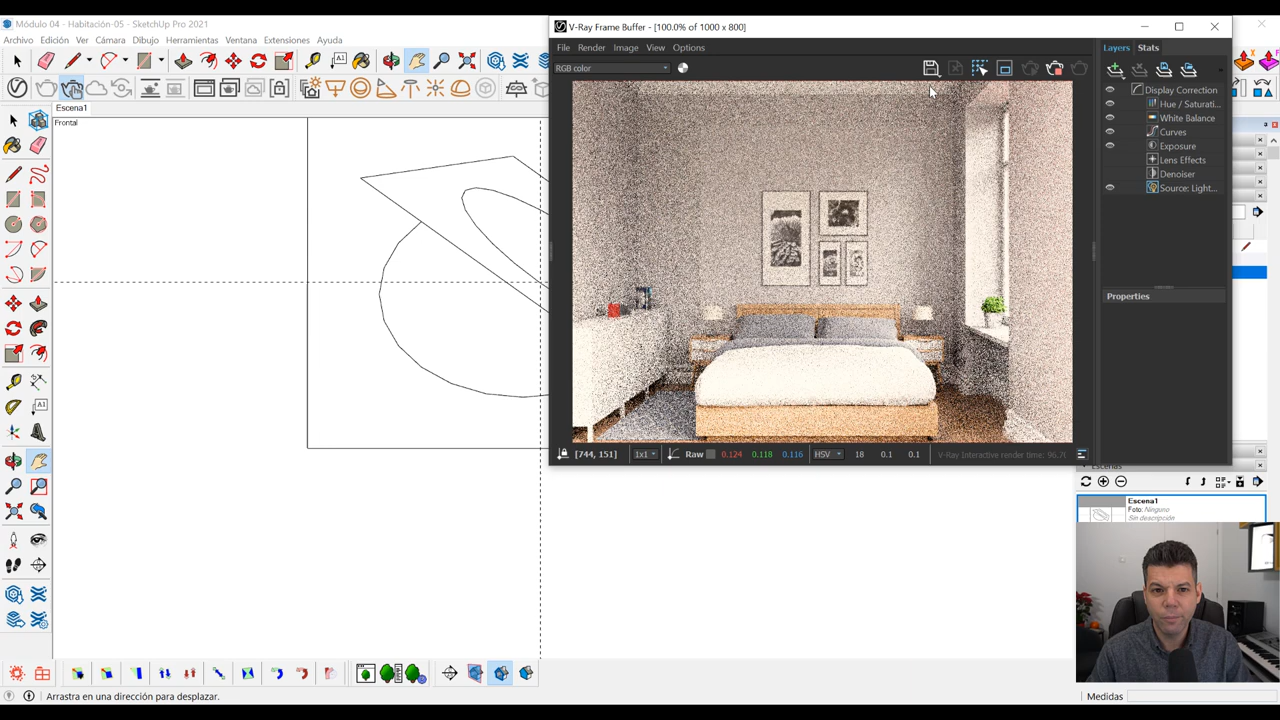 Módulo 04 - Habitación-05 - SketchUp Pro 2021
Archivo Edición Ver Cámara Dibujo Herramientas Ventana Extensiones Ayuda
Escena1
Frontal
V-Ray Frame Buffer - [100.0% of 1000 x 800]
File Render Image View Options
RGB color
Layers Stats
Display Correction
Hue / Saturati...
White Balance
Curves
Exposure
Lens Effects
Denoiser
Source: Light...
Properties
[744, 151] 1x1 Raw 0.124 0.118 0.116 HSV 18 0.1 0.1
Escenas
Escena1
Foto: Ninguno
Sin descripción
Arrastra en una dirección para desplazar.
Medidas